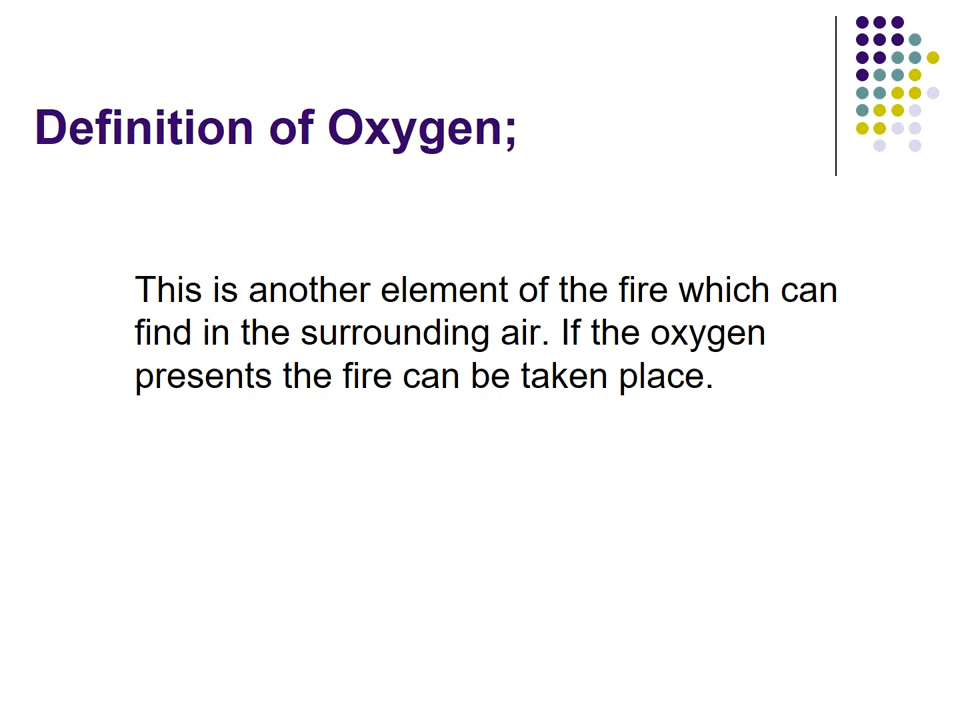 Definition of Oxygen;
This is another element of the fire which can
find in the surrounding air. If the oxygen
presents the fire can be taken place.